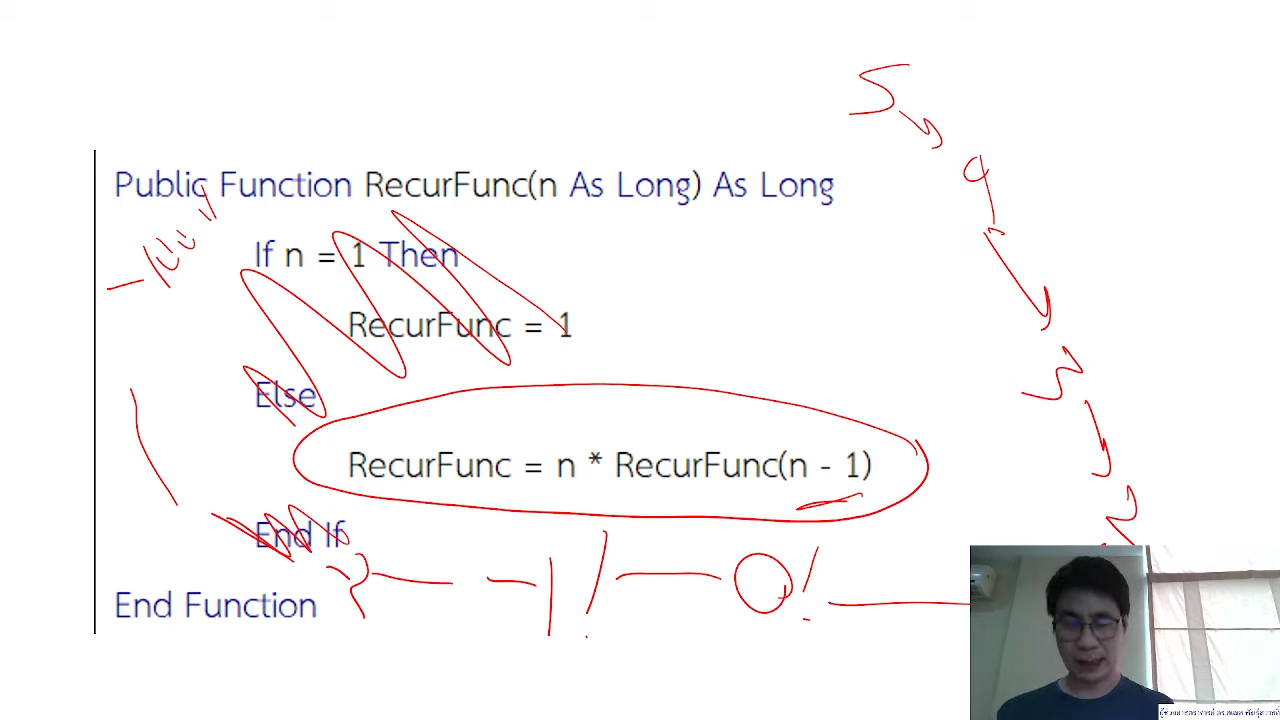 Public Function RecurFunc(n As Long) As Long
If n = 1 Then
RecurFunc = 1
Else
RecurFunc = n * RecurFunc(n - 1)
End If
End Function
5
4
3
2
-1! 0!